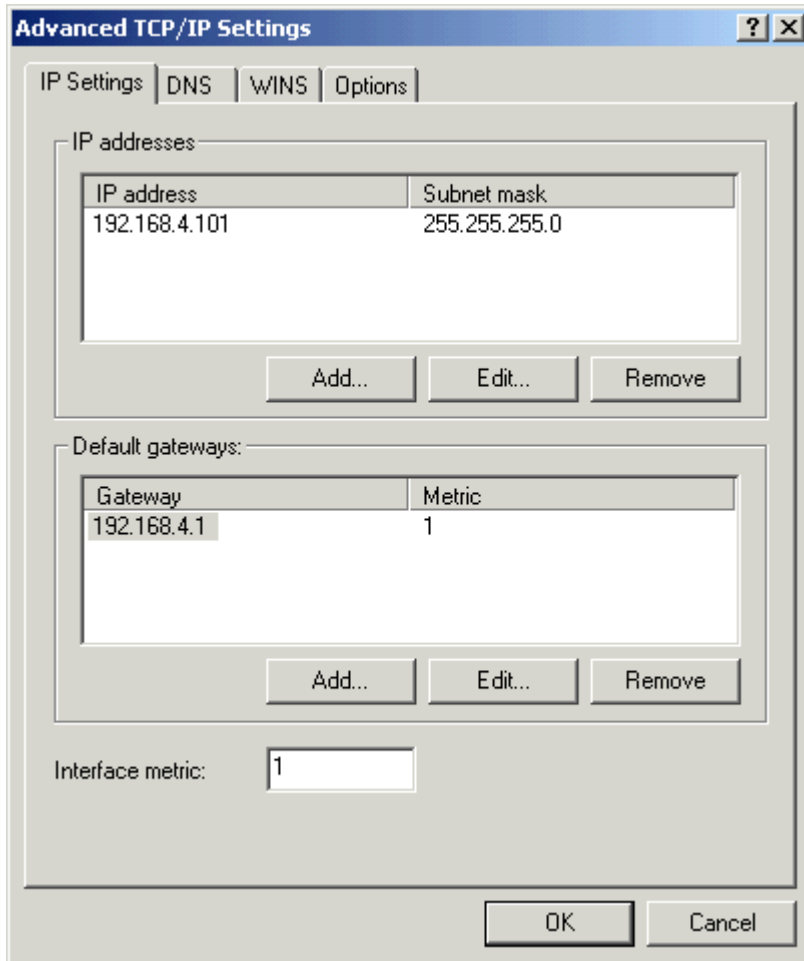 Advanced TCP/IP Settings
IP Settings DNS WINS Options
IP addresses
IP address Subnet mask
192.168.4.101 255.255.255.0
Add... Edit... Remove
Default gateways:
Gateway Metric
192.168.4.1 1
Add... Edit... Remove
Interface metric: 1
OK Cancel